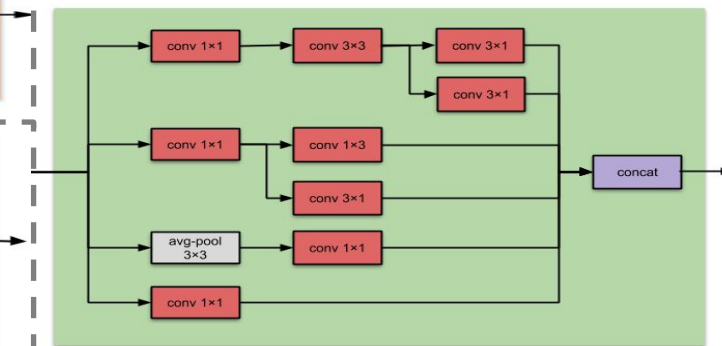 conv 1×1
conv 3×3
conv 3×1
conv 3×1
conv 1×1
conv 1×3
conv 3×1
concat
avg-pool
3×3
conv 1×1
conv 1×1